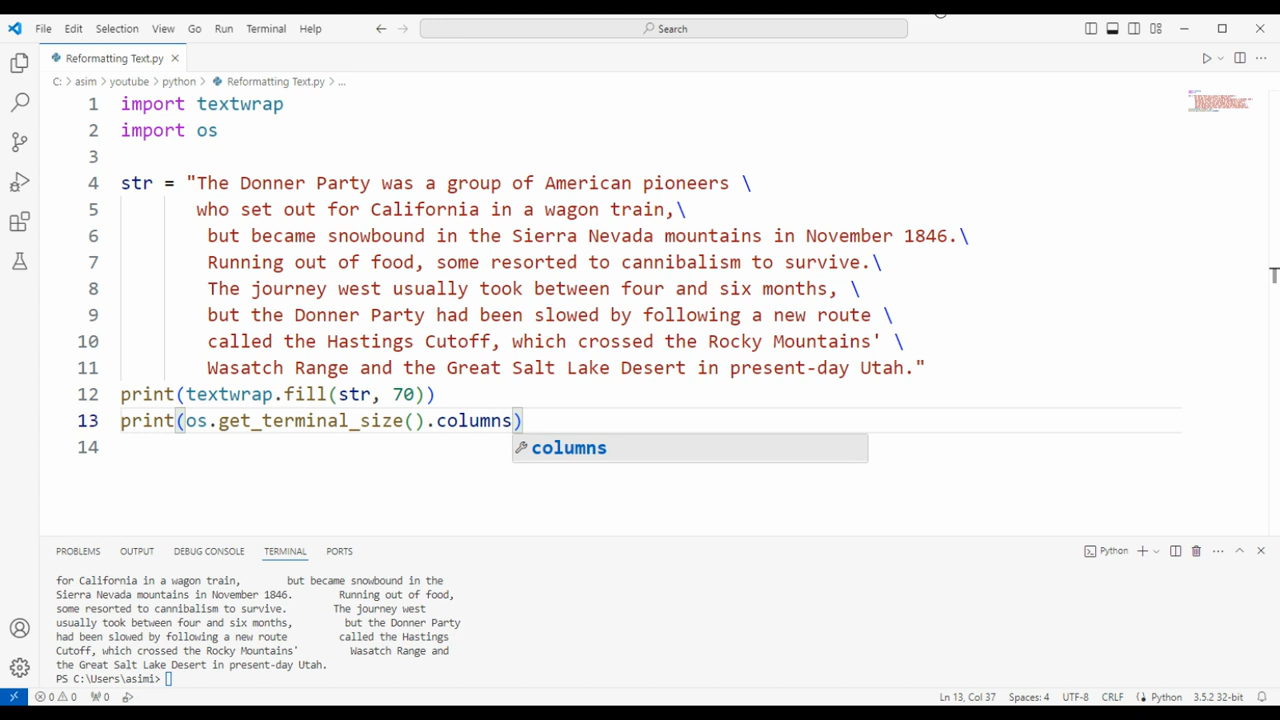 File Edit Selection View Go Run Terminal Help Search
Reformatting Text.py
C: > asim > youtube > python > Reformatting Text.py > ...
1 import textwrap
2 import os
3
4 str = "The Donner Party was a group of American pioneers \
5 who set out for California in a wagon train,\
6 but became snowbound in the Sierra Nevada mountains in November 1846.\
7 Running out of food, some resorted to cannibalism to survive.\
8 The journey west usually took between four and six months, \
9 but the Donner Party had been slowed by following a new route \
10 called the Hastings Cutoff, which crossed the Rocky Mountains' \
11 Wasatch Range and the Great Salt Lake Desert in present-day Utah."
12 print(textwrap.fill(str, 70))
13 print(os.get_terminal_size().columns)
columns
14
PROBLEMS OUTPUT DEBUG CONSOLE TERMINAL PORTS Python
for California in a wagon train, but became snowbound in the
Sierra Nevada mountains in November 1846. Running out of food,
some resorted to cannibalism to survive. The journey west
usually took between four and six months, but the Donner Party
had been slowed by following a new route called the Hastings
Cutoff, which crossed the Rocky Mountains' Wasatch Range and
the Great Salt Lake Desert in present-day Utah.
PS C:\Users\asimi>
0 0 0 Ln 13, Col 37 Spaces: 4 UTF-8 CRLF Python 3.5.2 32-bit